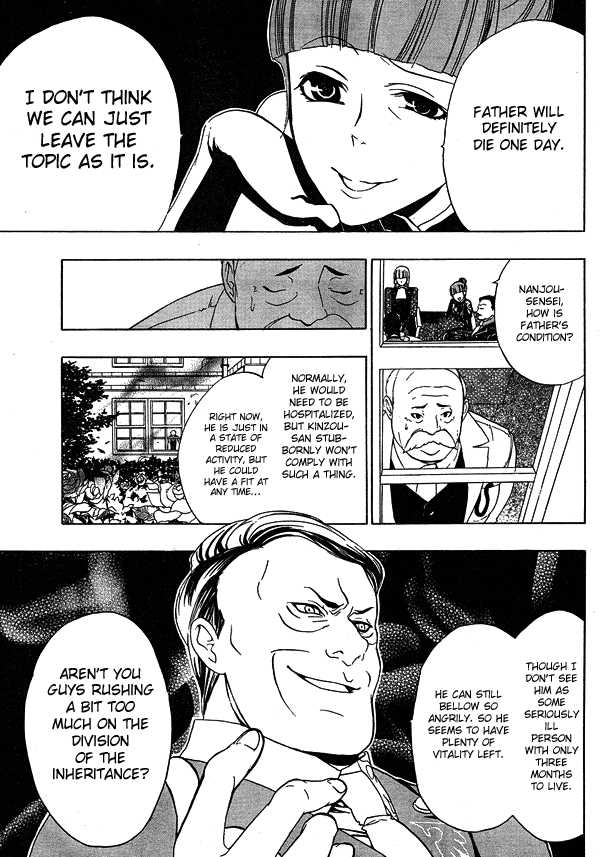 FATHER WILL
DEFINITELY
DIE ONE DAY.
I DON'T THINK
WE CAN JUST
LEAVE THE
TOPIC AS IT IS.
NANJOU-
SENSEI,
HOW IS
FATHER'S
CONDITION?
NORMALLY,
HE WOULD
NEED TO BE
HOSPITALIZED,
BUT KINZOU-
SAN STUB-
BORNLY WON'T
COMPLY WITH
SUCH A THING.
RIGHT NOW,
HE IS JUST IN
A STATE OF
REDUCED
ACTIVITY, BUT
HE COULD
HAVE A FIT AT
ANY TIME...
THOUGH I
DON'T SEE
HIM AS
SOME
SERIOUSLY
ILL
PERSON
WITH ONLY
THREE
MONTHS
TO LIVE.
HE CAN STILL
BELLOW SO
ANGRILY. SO HE
SEEMS TO HAVE
PLENTY OF
VITALITY LEFT.
AREN'T YOU
GUYS RUSHING
A BIT TOO
MUCH ON THE
DIVISION
OF THE
INHERITANCE?